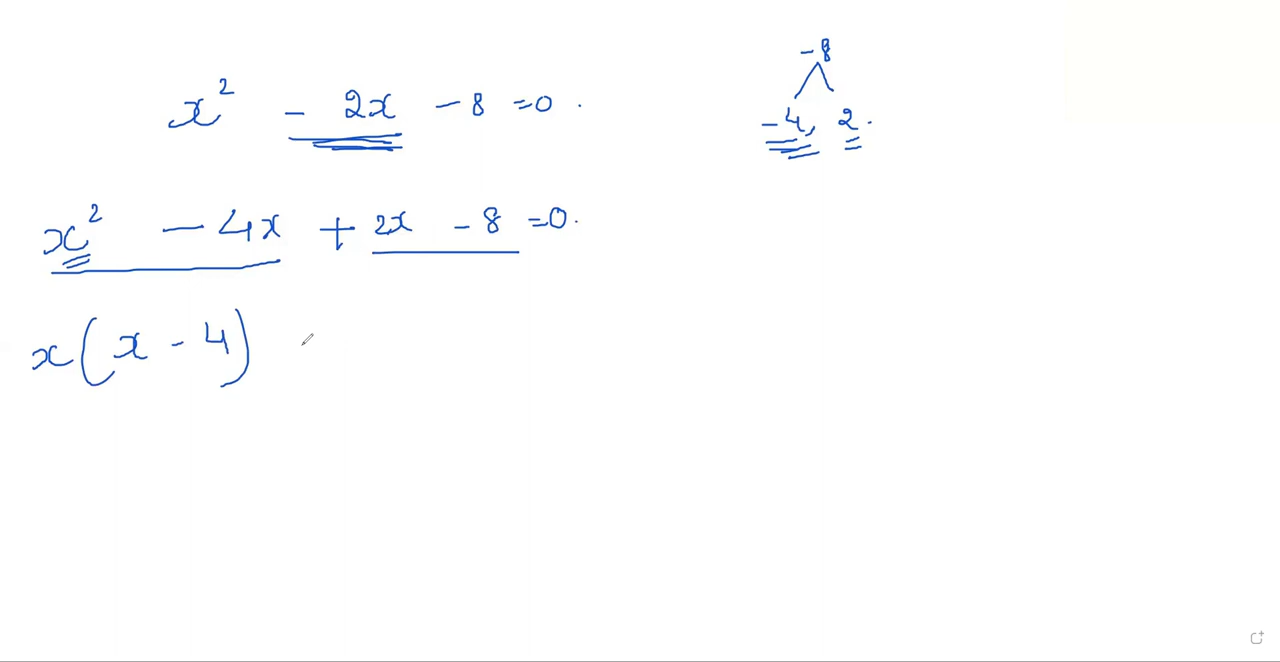 -8
x² - 2x - 8 = 0.
-4, 2.
x² - 4x + 2x - 8 = 0.
x(x - 4)